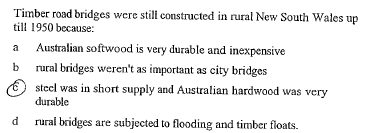 Timber road bridges were still constructed in rural New South Wales up
till 1950 because:
a Australian softwood is very durable and inexpensive
b rural bridges weren't as important as city bridges
c steel was in short supply and Australian hardwood was very
durable
d rural bridges are subjected to flooding and timber floats.